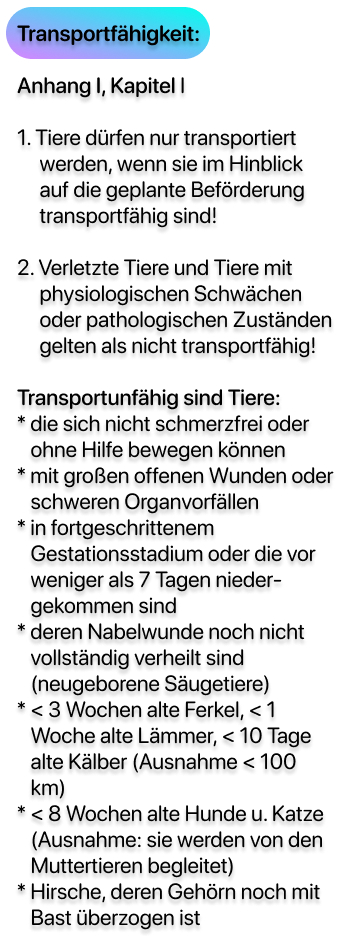 Transportfähigkeit:
Anhang I, Kapitel I
1. Tiere dürfen nur transportiert
werden, wenn sie im Hinblick
auf die geplante Beförderung
transportfähig sind!
2. Verletzte Tiere und Tiere mit
physiologischen Schwächen
oder pathologischen Zuständen
gelten als nicht transportfähig!
Transportunfähig sind Tiere:
* die sich nicht schmerzfrei oder
ohne Hilfe bewegen können
* mit großen offenen Wunden oder
schweren Organvorfällen
* in fortgeschrittenem
Gestationsstadium oder die vor
weniger als 7 Tagen nieder-
gekommen sind
* deren Nabelwunde noch nicht
vollständig verheilt sind
(neugeborene Säugetiere)
* < 3 Wochen alte Ferkel, < 1
Woche alte Lämmer, < 10 Tage
alte Kälber (Ausnahme < 100
km)
* < 8 Wochen alte Hunde u. Katze
(Ausnahme: sie werden von den
Muttertieren begleitet)
* Hirsche, deren Gehörn noch mit
Bast überzogen ist